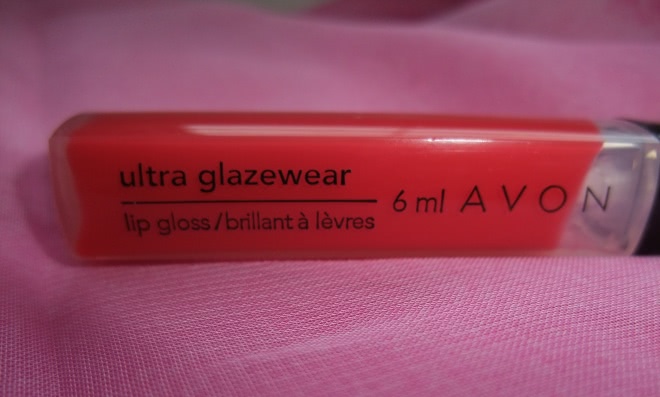 ultra glazewear
lip gloss/brillant à lèvres
6 ml AVON